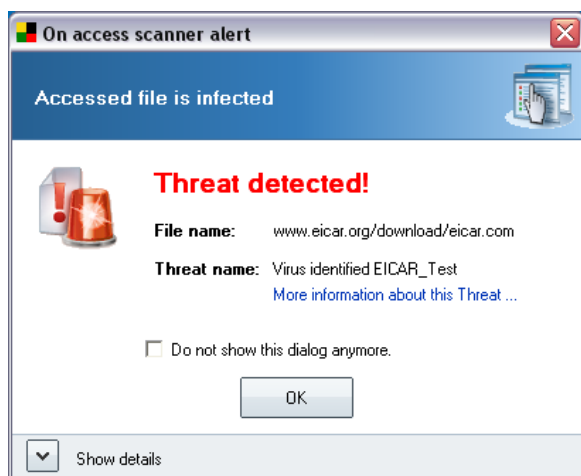 On access scanner alert
Accessed file is infected
Threat detected!
File name: www.eicar.org/download/eicar.com
Threat name: Virus identified EICAR_Test
More information about this Threat ...
Do not show this dialog anymore.
OK
Show details